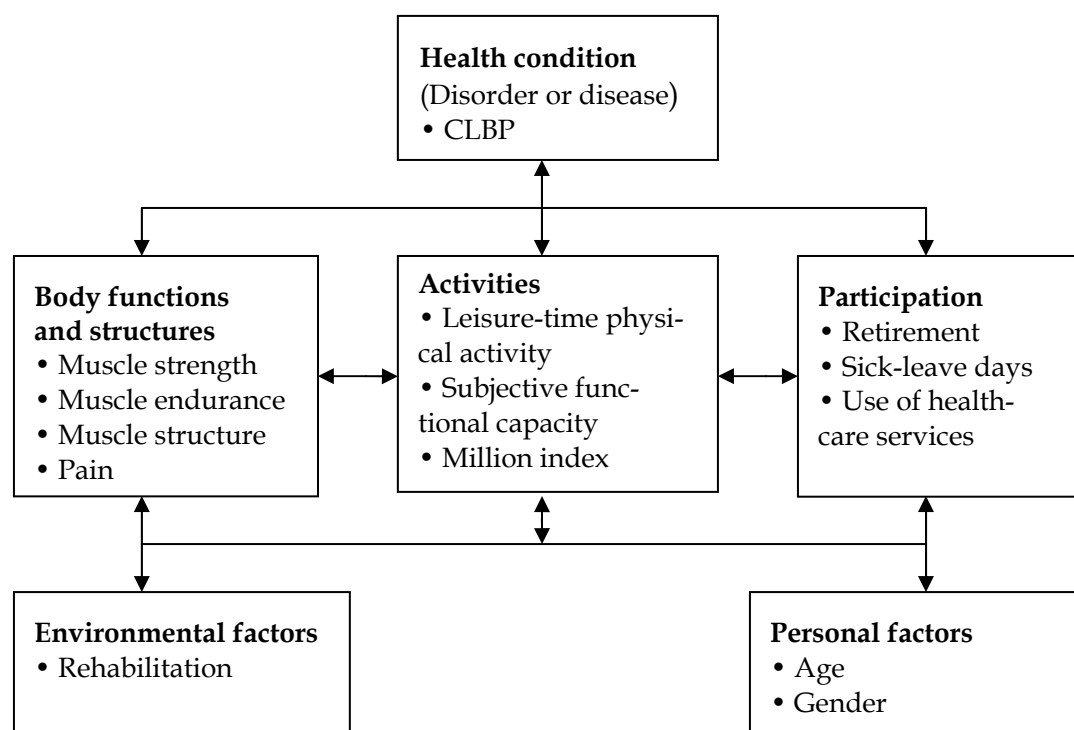 Health condition
(Disorder or disease)
• CLBP
Body functions
and structures
• Muscle strength
• Muscle endurance
• Muscle structure
• Pain
Activities
• Leisure-time physi-
cal activity
• Subjective func-
tional capacity
• Million index
Participation
• Retirement
• Sick-leave days
• Use of health-
care services
Environmental factors
• Rehabilitation
Personal factors
• Age
• Gender